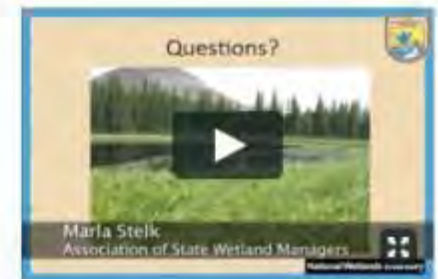 Questions?
Marla Stelk
Association of State Wetland Managers
National Wetlands Inventory